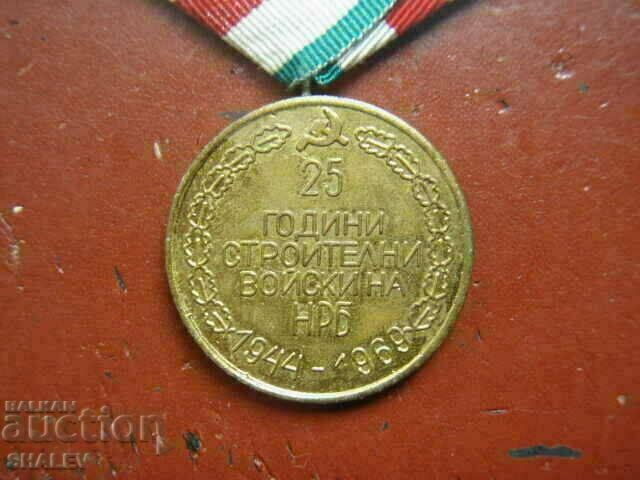 25
ГОДИНИ
СТРОИТЕЛНИ
ВОЙСКИ НА
НРБ
1944 - 1969
BALKAN
auction
SHALEV